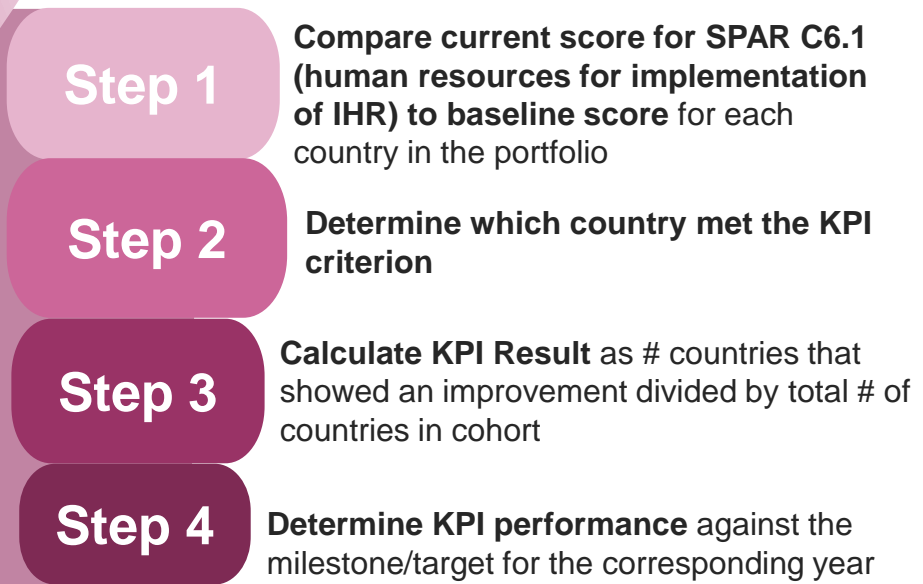 Step 1
Compare current score for SPAR C6.1
(human resources for implementation
of IHR) to baseline score for each
country in the portfolio
Step 2
Determine which country met the KPI
criterion
Step 3
Calculate KPI Result as # countries that
showed an improvement divided by total # of
countries in cohort
Step 4
Determine KPI performance against the
milestone/target for the corresponding year